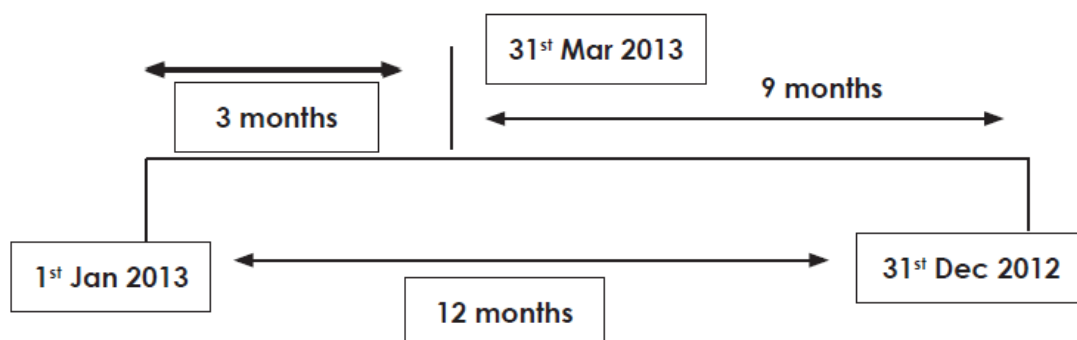 31st Mar 2013
3 months
9 months
1st Jan 2013
12 months
31st Dec 2012